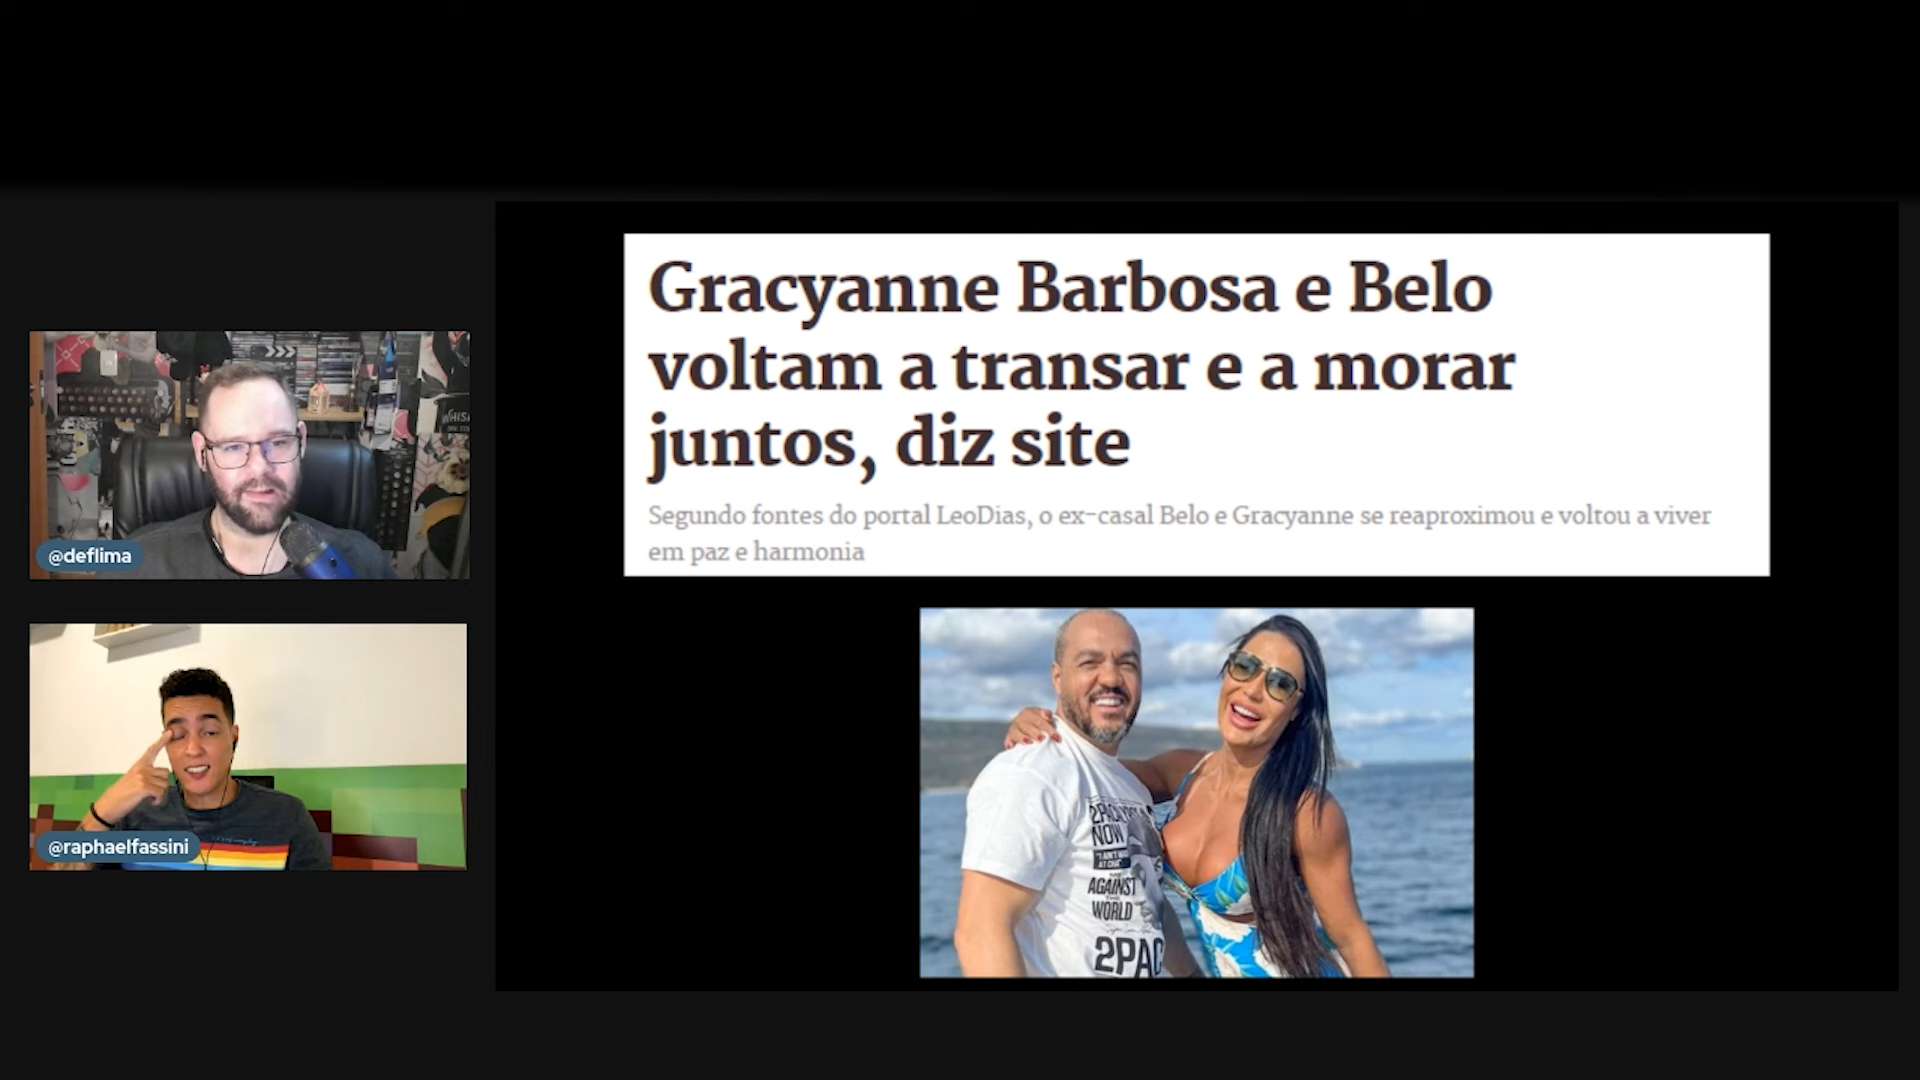 Gracyanne Barbosa e Belo
voltam a transar e a morar
juntos, diz site
Segundo fontes do portal LeoDias, o ex-casal Belo e Gracyanne se reaproximou e voltou a viver
em paz e harmonia
@deflima
@raphaelfassini
NOW
AGAINST
THE
WORLD
2PAC